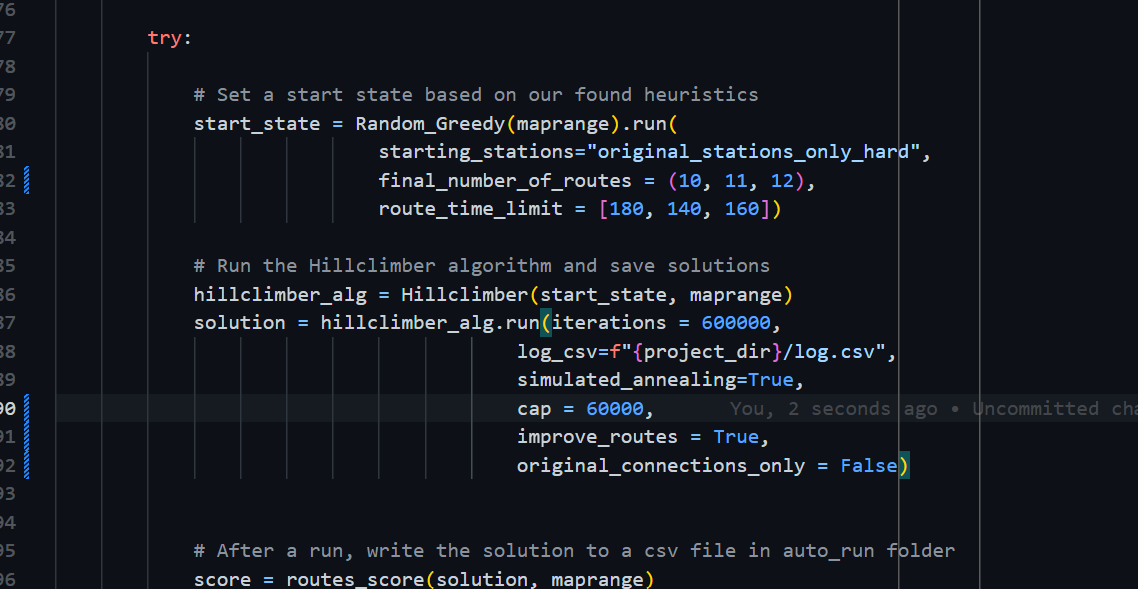 76
77 try:
78
79 # Set a start state based on our found heuristics
80 start_state = Random_Greedy(maprange).run(
81 starting_stations="original_stations_only_hard",
82 final_number_of_routes = (10, 11, 12),
83 route_time_limit = [180, 140, 160])
84
85 # Run the Hillclimber algorithm and save solutions
86 hillclimber_alg = Hillclimber(start_state, maprange)
87 solution = hillclimber_alg.run(iterations = 600000,
88 log_csv=f"{project_dir}/log.csv",
89 simulated_annealing=True,
90 cap = 60000, You, 2 seconds ago • Uncommitted cha
91 improve_routes = True,
92 original_connections_only = False)
93
94
95 # After a run, write the solution to a csv file in auto_run folder
96 score = routes_score(solution, maprange)